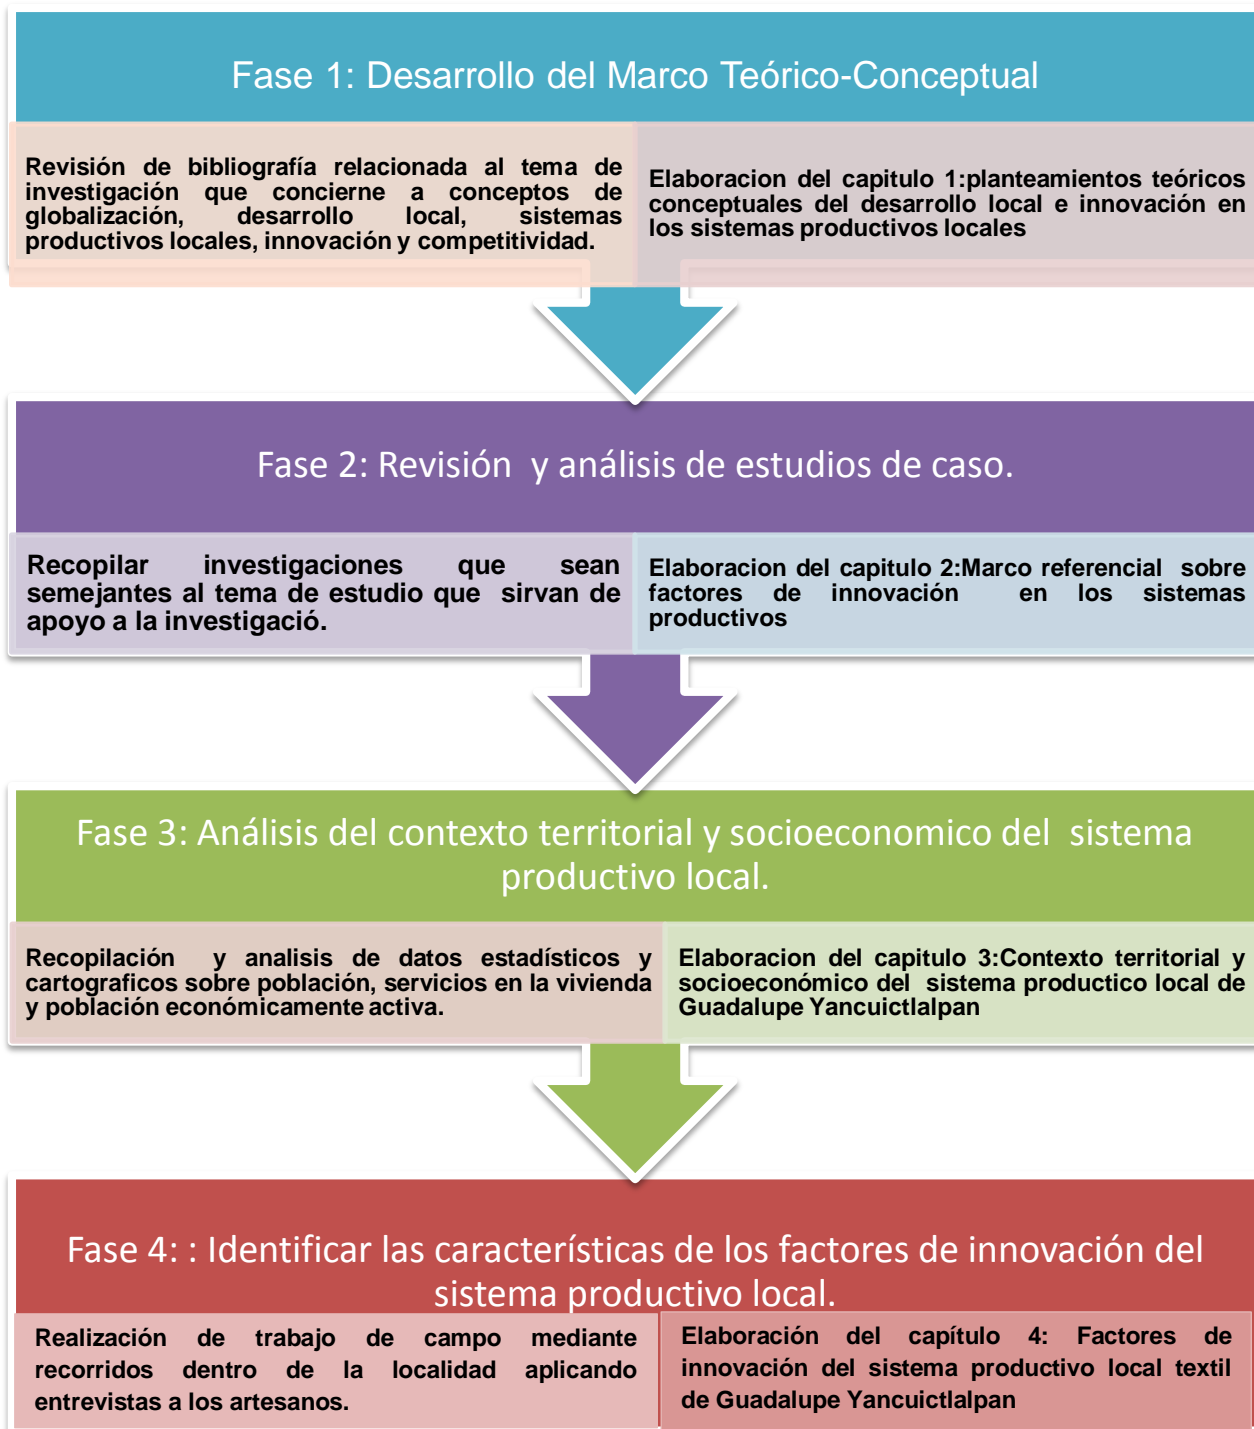 Fase 1: Desarrollo del Marco Teórico-Conceptual
Revisión de bibliografía relacionada al tema de
investigación que concierne a conceptos de
globalización, desarrollo local, sistemas
productivos locales, innovación y competitividad.
Elaboracion del capitulo 1:planteamientos teóricos
conceptuales del desarrollo local e innovación en
los sistemas productivos locales
Fase 2: Revisión y análisis de estudios de caso.
Recopilar investigaciones que sean
semejantes al tema de estudio que sirvan de
apoyo a la investigació.
Elaboracion del capitulo 2:Marco referencial sobre
factores de innovación en los sistemas
productivos
Fase 3: Análisis del contexto territorial y socioeconomico del sistema
productivo local.
Recopilación y analisis de datos estadísticos y
cartograficos sobre población, servicios en la vivienda
y población económicamente activa.
Elaboracion del capitulo 3:Contexto territorial y
socioeconómico del sistema productico local de
Guadalupe Yancuictlalpan
Fase 4: : Identificar las características de los factores de innovación del
sistema productivo local.
Realización de trabajo de campo mediante
recorridos dentro de la localidad aplicando
entrevistas a los artesanos.
Elaboración del capítulo 4: Factores de
innovación del sistema productivo local textil
de Guadalupe Yancuictlalpan